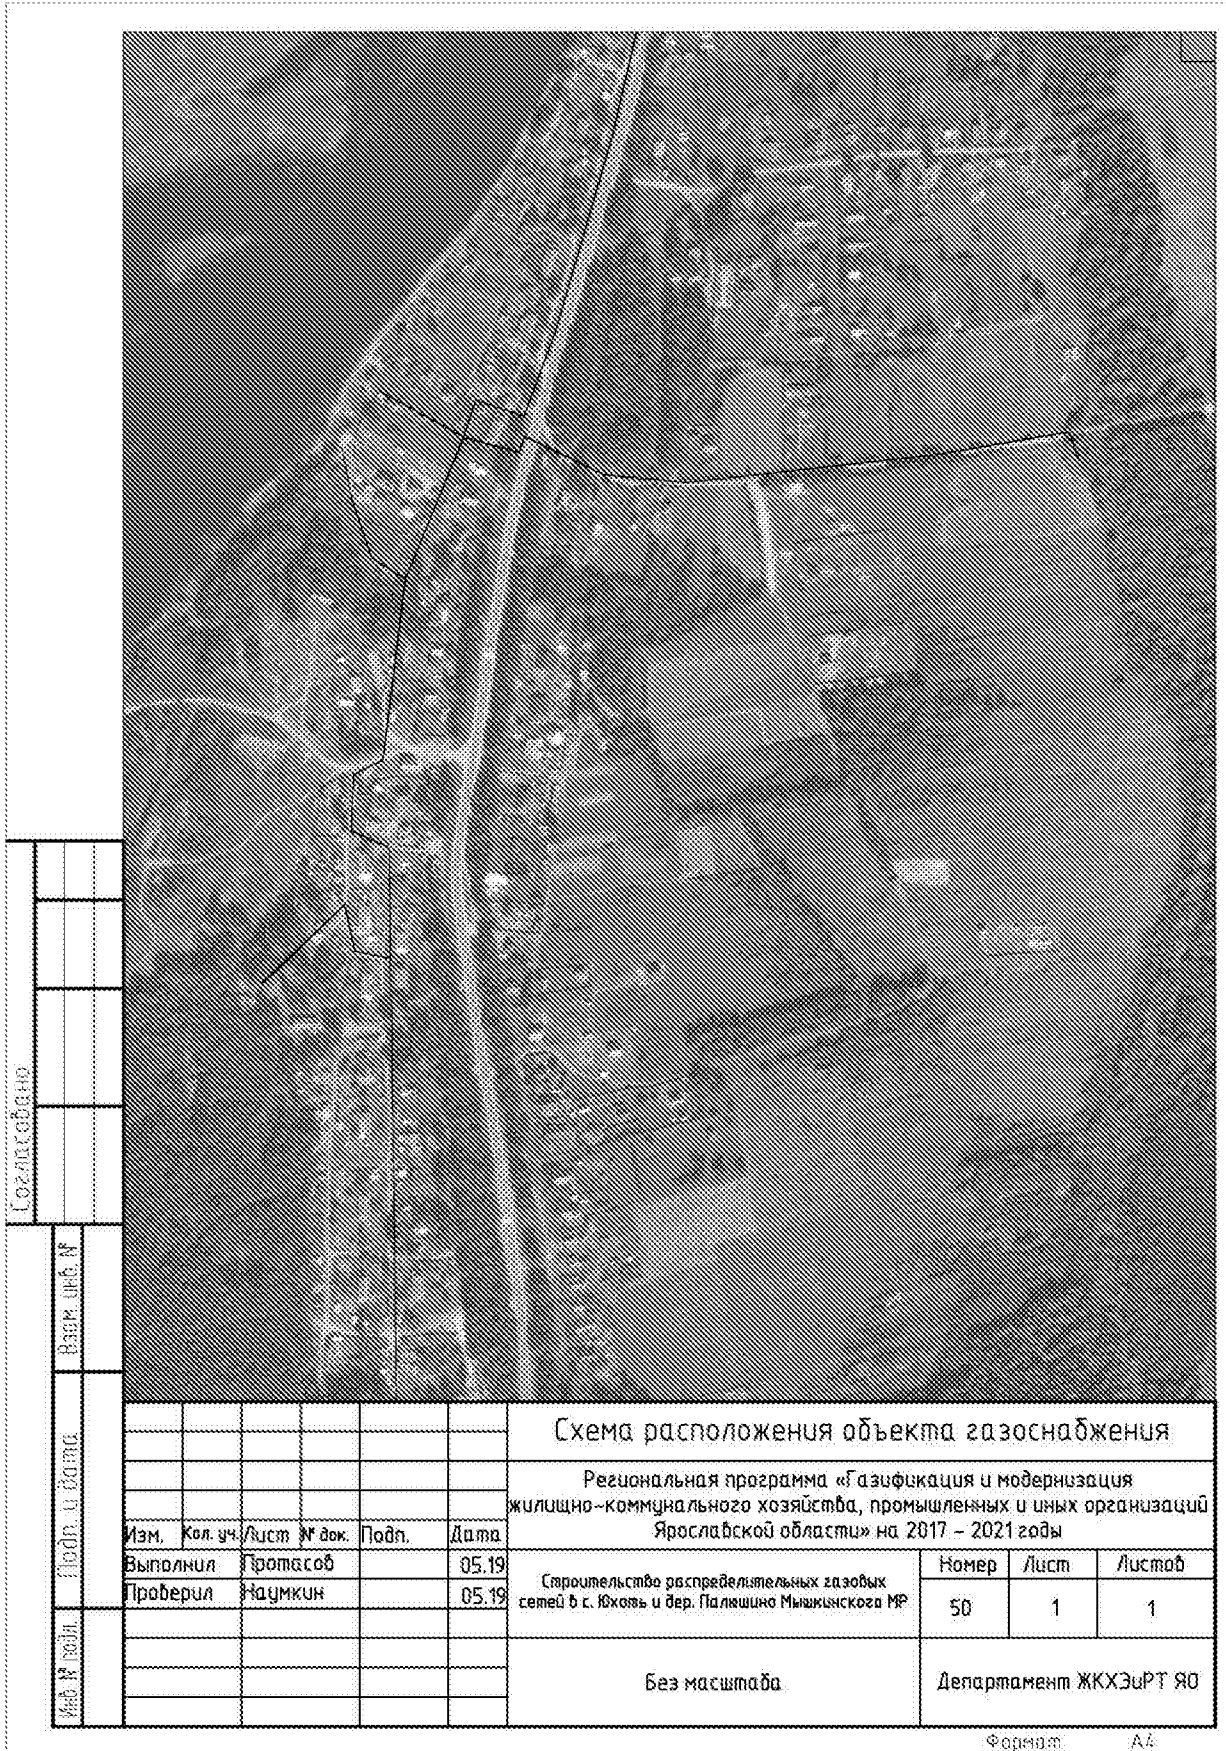 Согласовано
Взам. инв. №
Подп. и дата
Инв № подл.
Схема расположения объекта газоснабжения
Региональная программа «Газификация и модернизация
жилищно-коммунального хозяйства, промышленных и иных организаций
Ярославской области» на 2017 - 2021 годы
Изм. Кол. уч. Лист № док. Подп. Дата
Выполнил Протасов 05.19
Проверил Наумкин 05.19
Строительство распределительных газовых
сетей в с. Юхоть и дер. Палюшино Мышкинского МР
Номер Лист Листов
50 1 1
Без масштаба
Департамент ЖКХЭиРТ ЯО
Формат А4